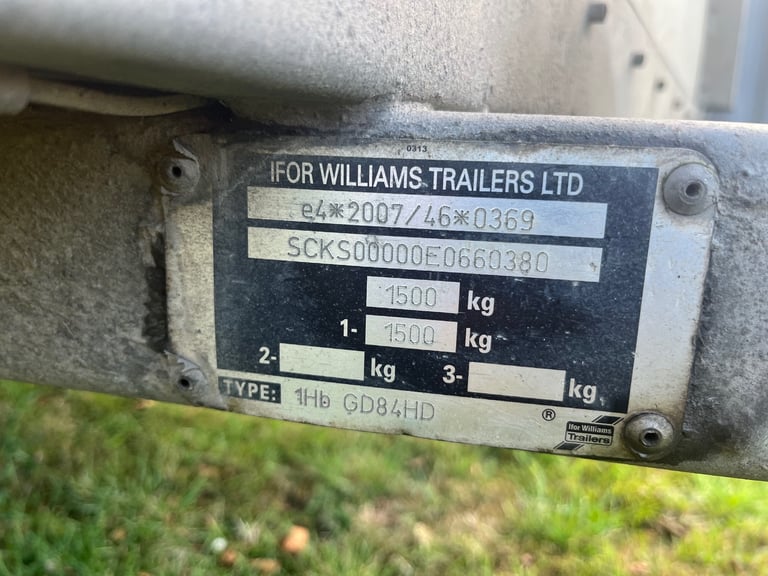 0313
IFOR WILLIAMS TRAILERS LTD
e4*2007/46*0369
SCKS00000E0660380
1500 kg
1- 1500 kg
2- kg 3- kg
TYPE: 1Hb GD84HD ®
Ifor Williams
Trailers